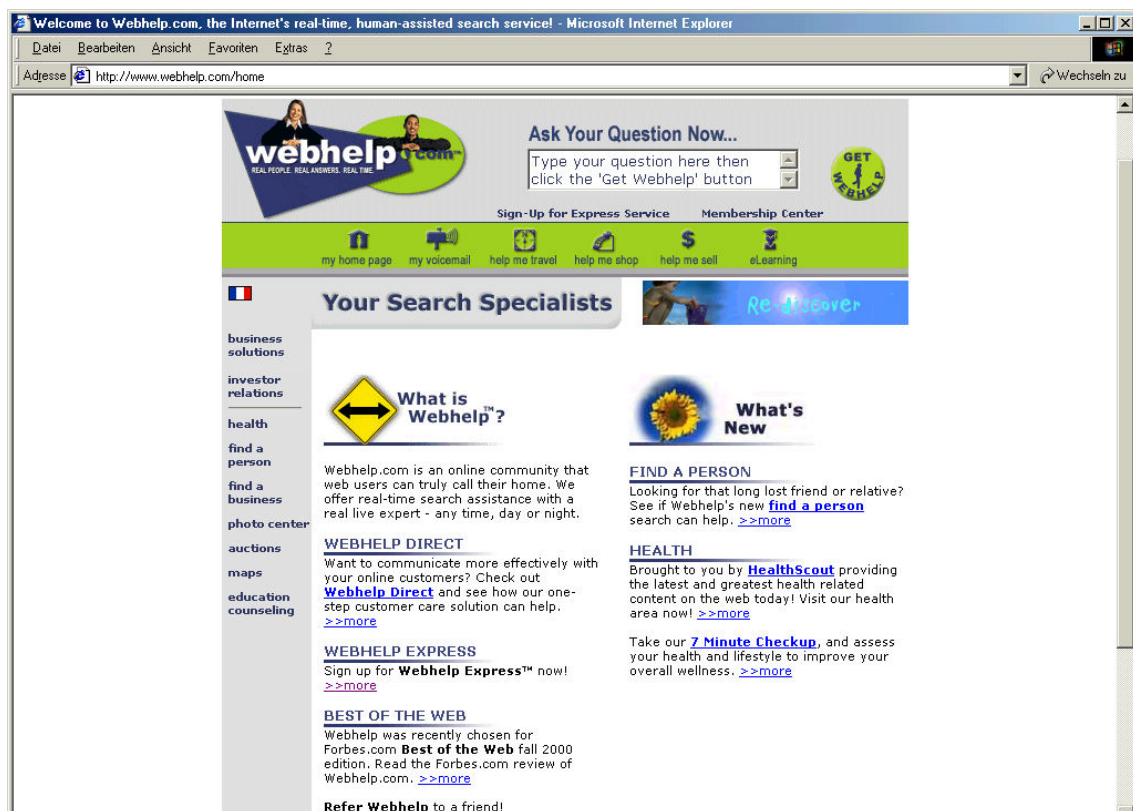 Welcome to Webhelp.com, the Internet's real-time, human-assisted search service! - Microsoft Internet Explorer
Datei Bearbeiten Ansicht Favoriten Extras ?
Adresse http://www.webhelp.com/home Wechseln zu
webhelp.com™
REAL PEOPLE. REAL ANSWERS. REAL TIME.
Ask Your Question Now...
Type your question here then
click the 'Get Webhelp' button
GET WEBHELP
Sign-Up for Express Service Membership Center
my home page my voicemail help me travel help me shop help me sell eLearning
Your Search Specialists
Re-discover
business
solutions
investor
relations
health
find a
person
find a
business
photo center
auctions
maps
education
counseling
What is
Webhelp™?
Webhelp.com is an online community that
web users can truly call their home. We
offer real-time search assistance with a
real live expert - any time, day or night.
WEBHELP DIRECT
Want to communicate more effectively with
your online customers? Check out
Webhelp Direct and see how our one-
step customer care solution can help.
>>more
WEBHELP EXPRESS
Sign up for Webhelp Express™ now!
>>more
BEST OF THE WEB
Webhelp was recently chosen for
Forbes.com Best of the Web fall 2000
edition. Read the Forbes.com review of
Webhelp.com. >>more
Refer Webhelp to a friend!
What's
New
FIND A PERSON
Looking for that long lost friend or relative?
See if Webhelp's new find a person
search can help. >>more
HEALTH
Brought to you by HealthScout providing
the latest and greatest health related
content on the web today! Visit our health
area now! >>more
Take our 7 Minute Checkup, and assess
your health and lifestyle to improve your
overall wellness. >>more